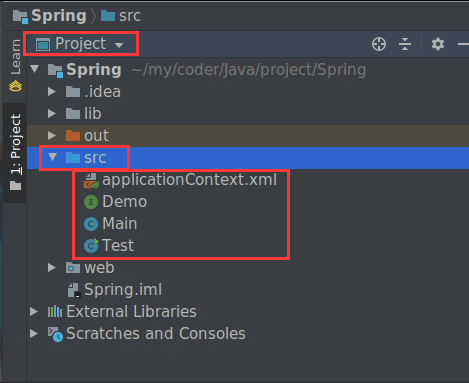 Spring src
Learn
1: Project
Project
Spring ~/my/coder/Java/project/Spring
.idea
lib
out
src
applicationContext.xml
Demo
Main
Test
web
Spring.iml
External Libraries
Scratches and Consoles